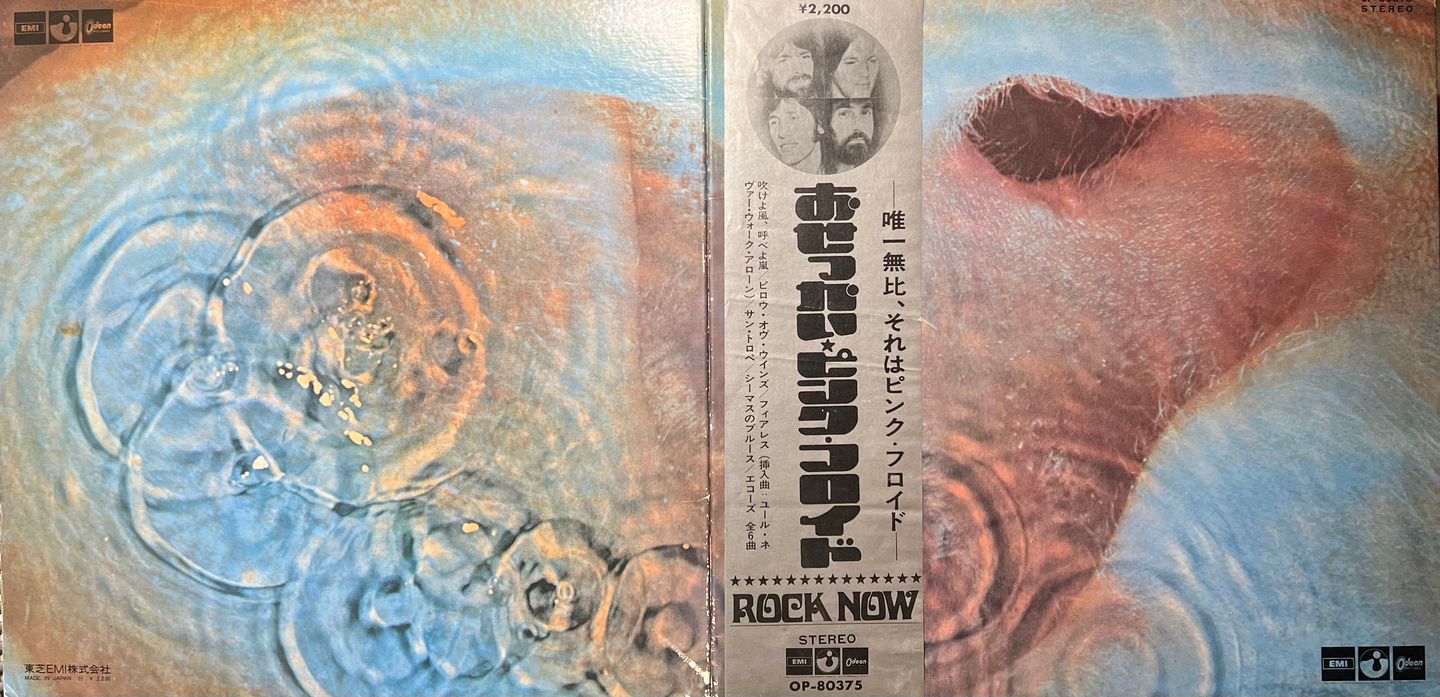 EMI
Odeon
東芝EMI株式会社
MADE IN JAPAN
¥2,200
唯一無比、それはピンク・フロイド
おせっかい★ピンク・フロイド
吹けよ風、呼べよ嵐/ピロウ・オヴ・ウインズ/フィアレス(挿入曲:ユール・ネ
ヴァー・ウォーク・アローン)/サン・トロペ/シーマスのブルース/エコーズ 全6曲
ROCK NOW
STEREO
EMI
Odeon
OP-80375
OP-80375
STEREO
EMI
Odeon